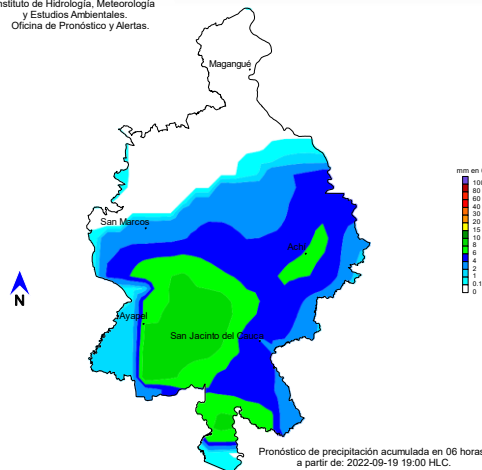 nstituto de Hidrología, Meteorología
y Estudios Ambientales.
Oficina de Pronóstico y Alertas.
Magangué
mm en
100
80
60
40
30
20
15
10
8
6
4
2
1
0.1
0
San Marcos
Achí
N
Ayapel
San Jacinto del Cauca
Pronóstico de precipitación acumulada en 06 horas
a partir de: 2022-09-19 19:00 HLC.